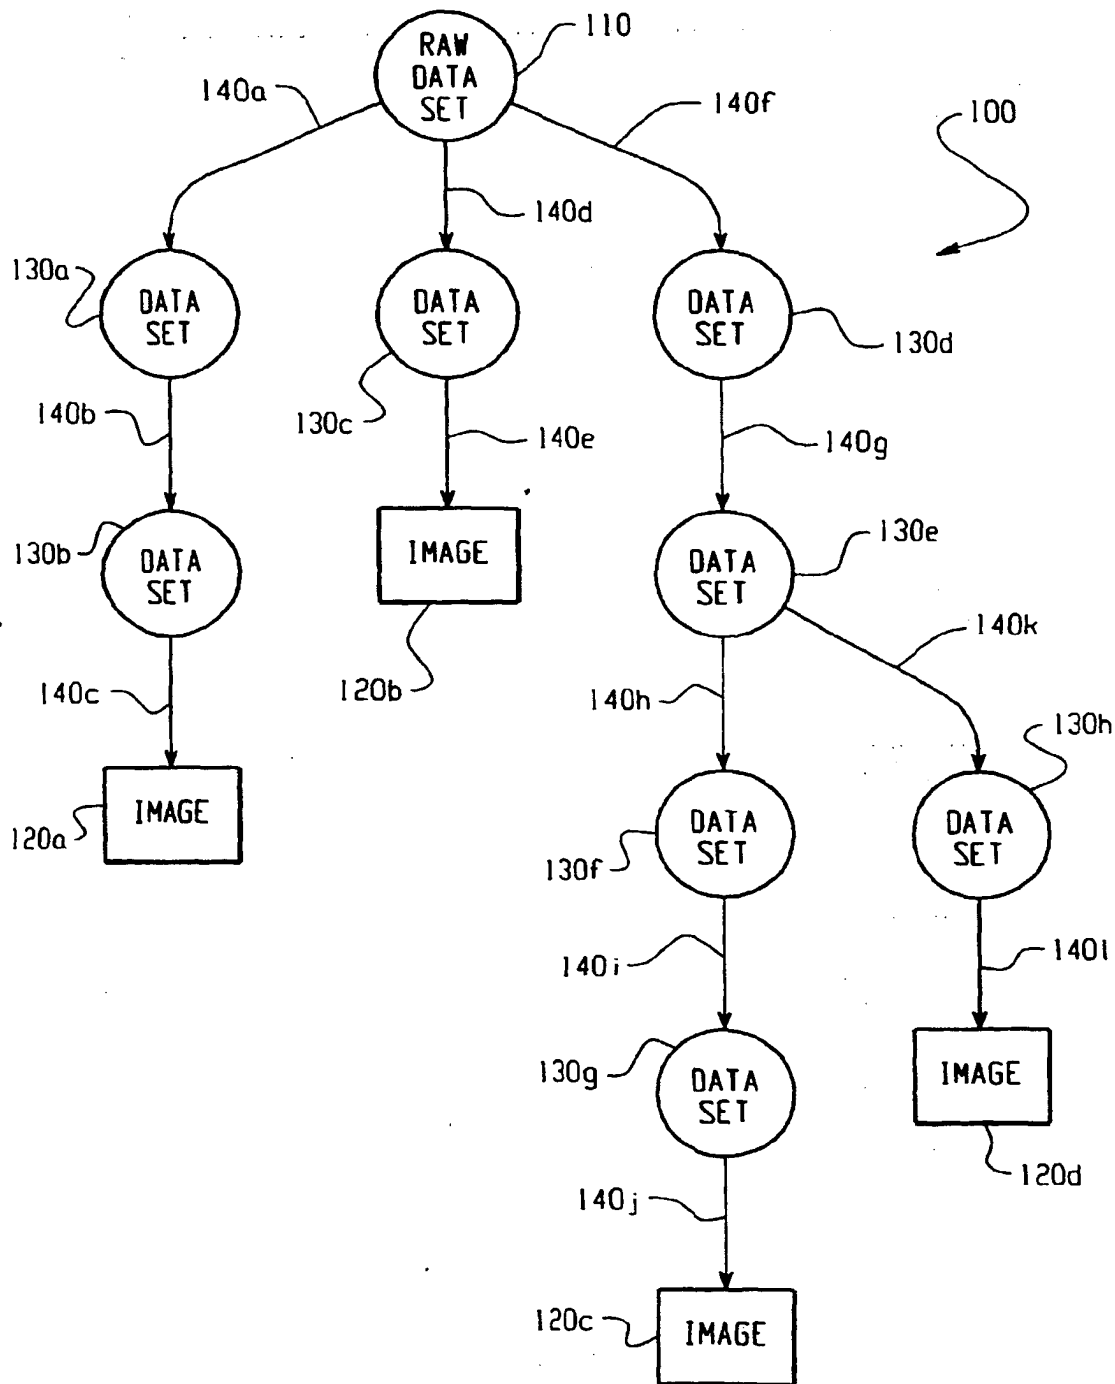 110
RAW
DATA
SET
140a
140f
100
140d
130a
DATA
SET
DATA
SET
DATA
SET
130d
130c
140b
140e
140g
130b
DATA
SET
IMAGE
DATA
SET
130e
140k
140c
120b
140h
130h
IMAGE
120a
DATA
SET
130f
DATA
SET
140i
140l
130g
DATA
SET
IMAGE
120d
140j
120c
IMAGE